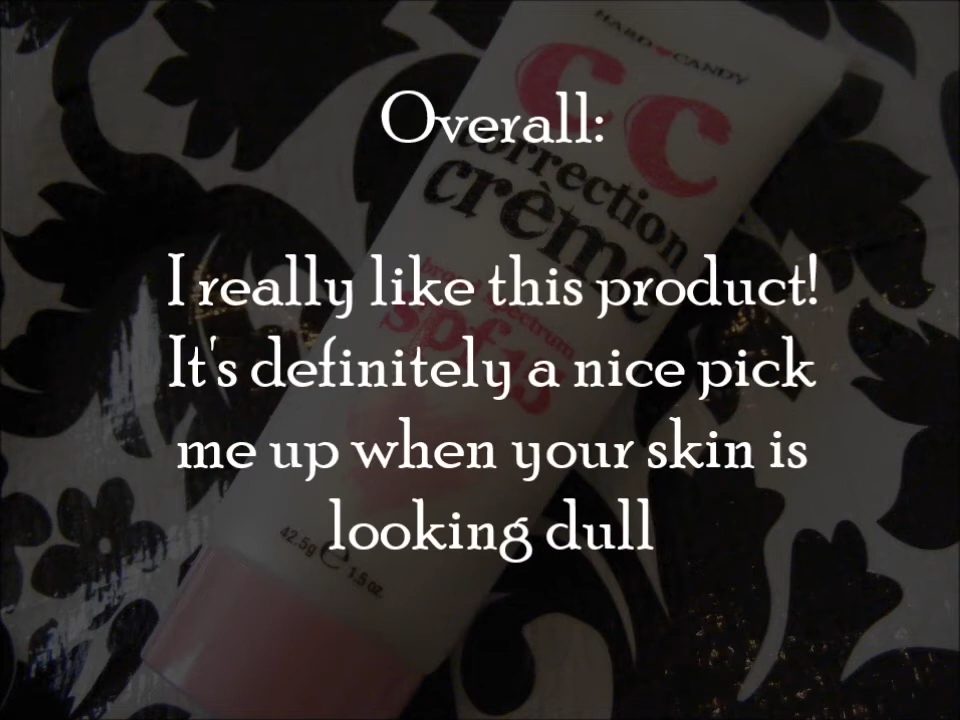 HARD CANDY
CC
Overall:
correction
crème
I really like this product!
broad spectrum
spf 15
It's definitely a nice pick
me up when your skin is
looking dull
42.5g e 1.5 oz.